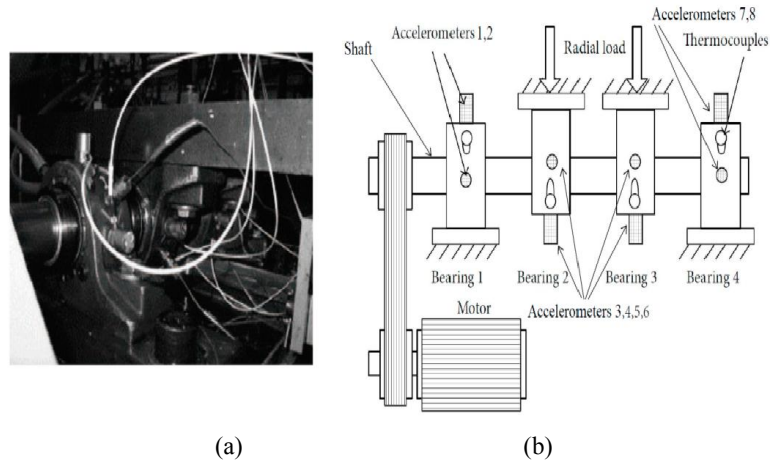 Accelerometers 1,2
Shaft
Radial load
Accelerometers 7,8
Thermocouples
Bearing 1
Bearing 2
Bearing 3
Bearing 4
Motor
Accelerometers 3,4,5,6
(a)
(b)